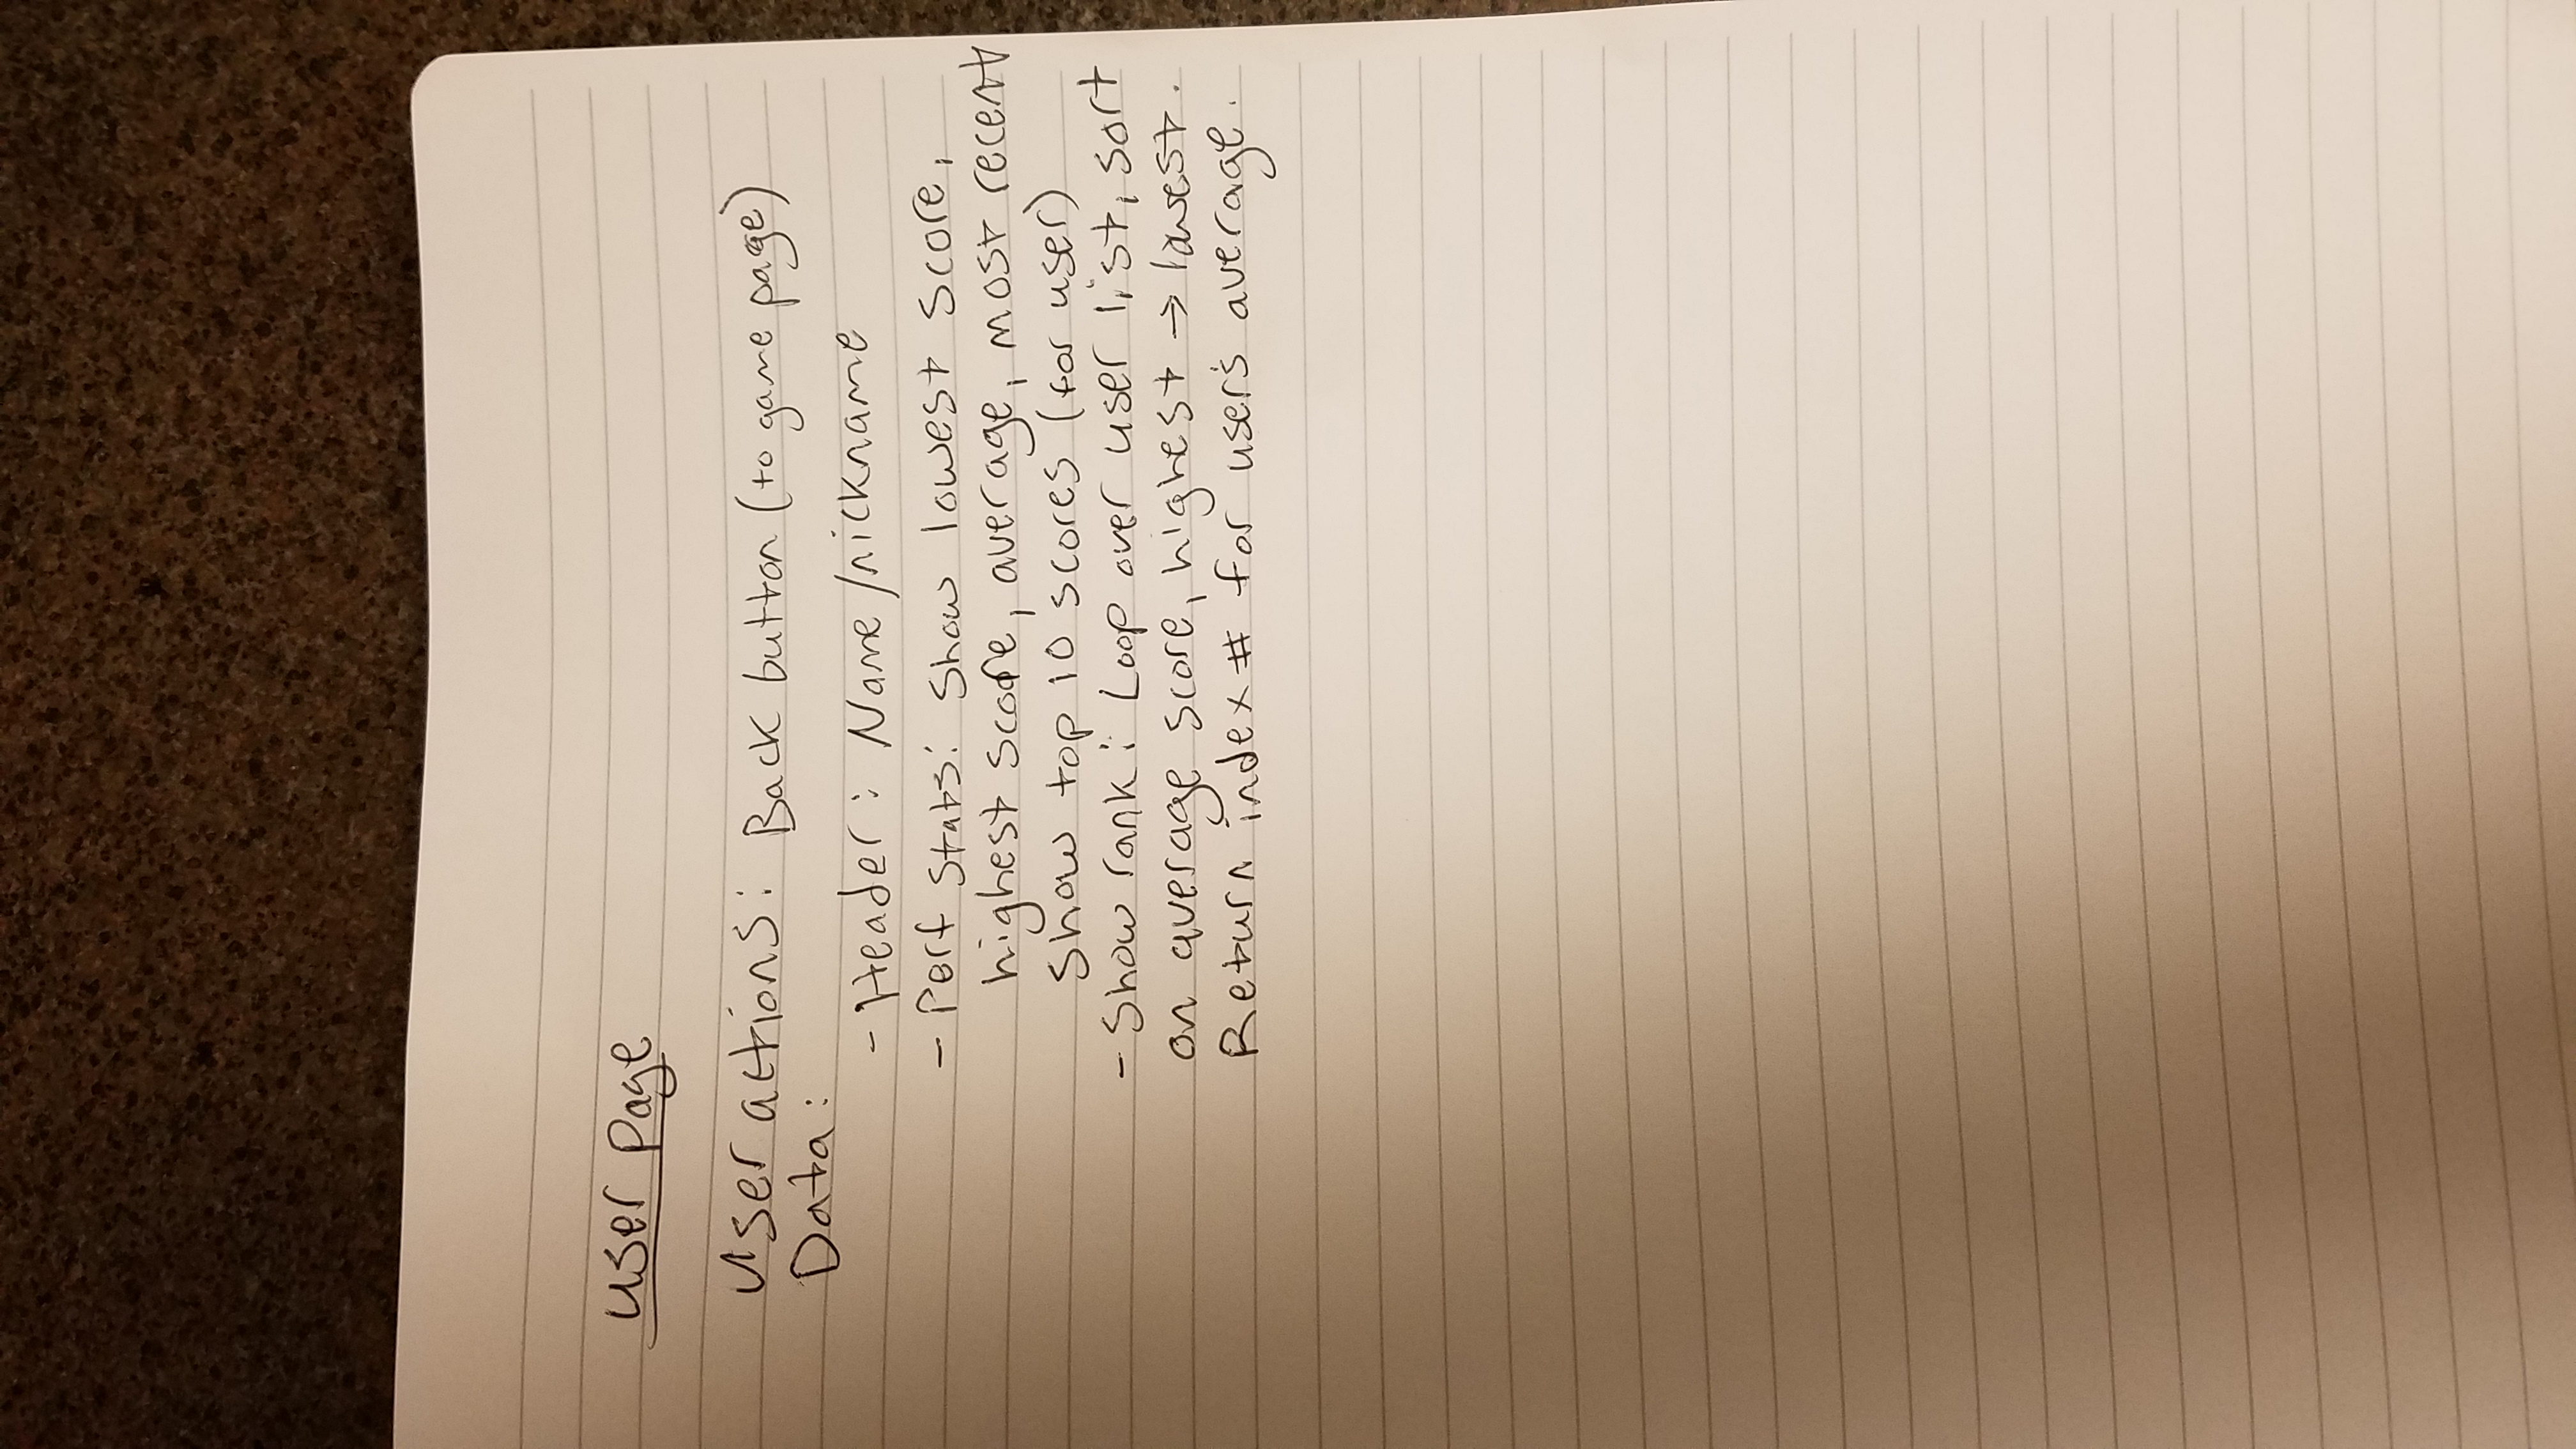 User Page
User actions: Back button (to game page)
Data:
- Header: Name/nickname
- Perf Stats: Show lowest score,
highest score, average, most recent
Show top 10 scores (for user)
- Show rank: Loop over user list, sort
on average score, highest → lowest.
Return index # for user's average.